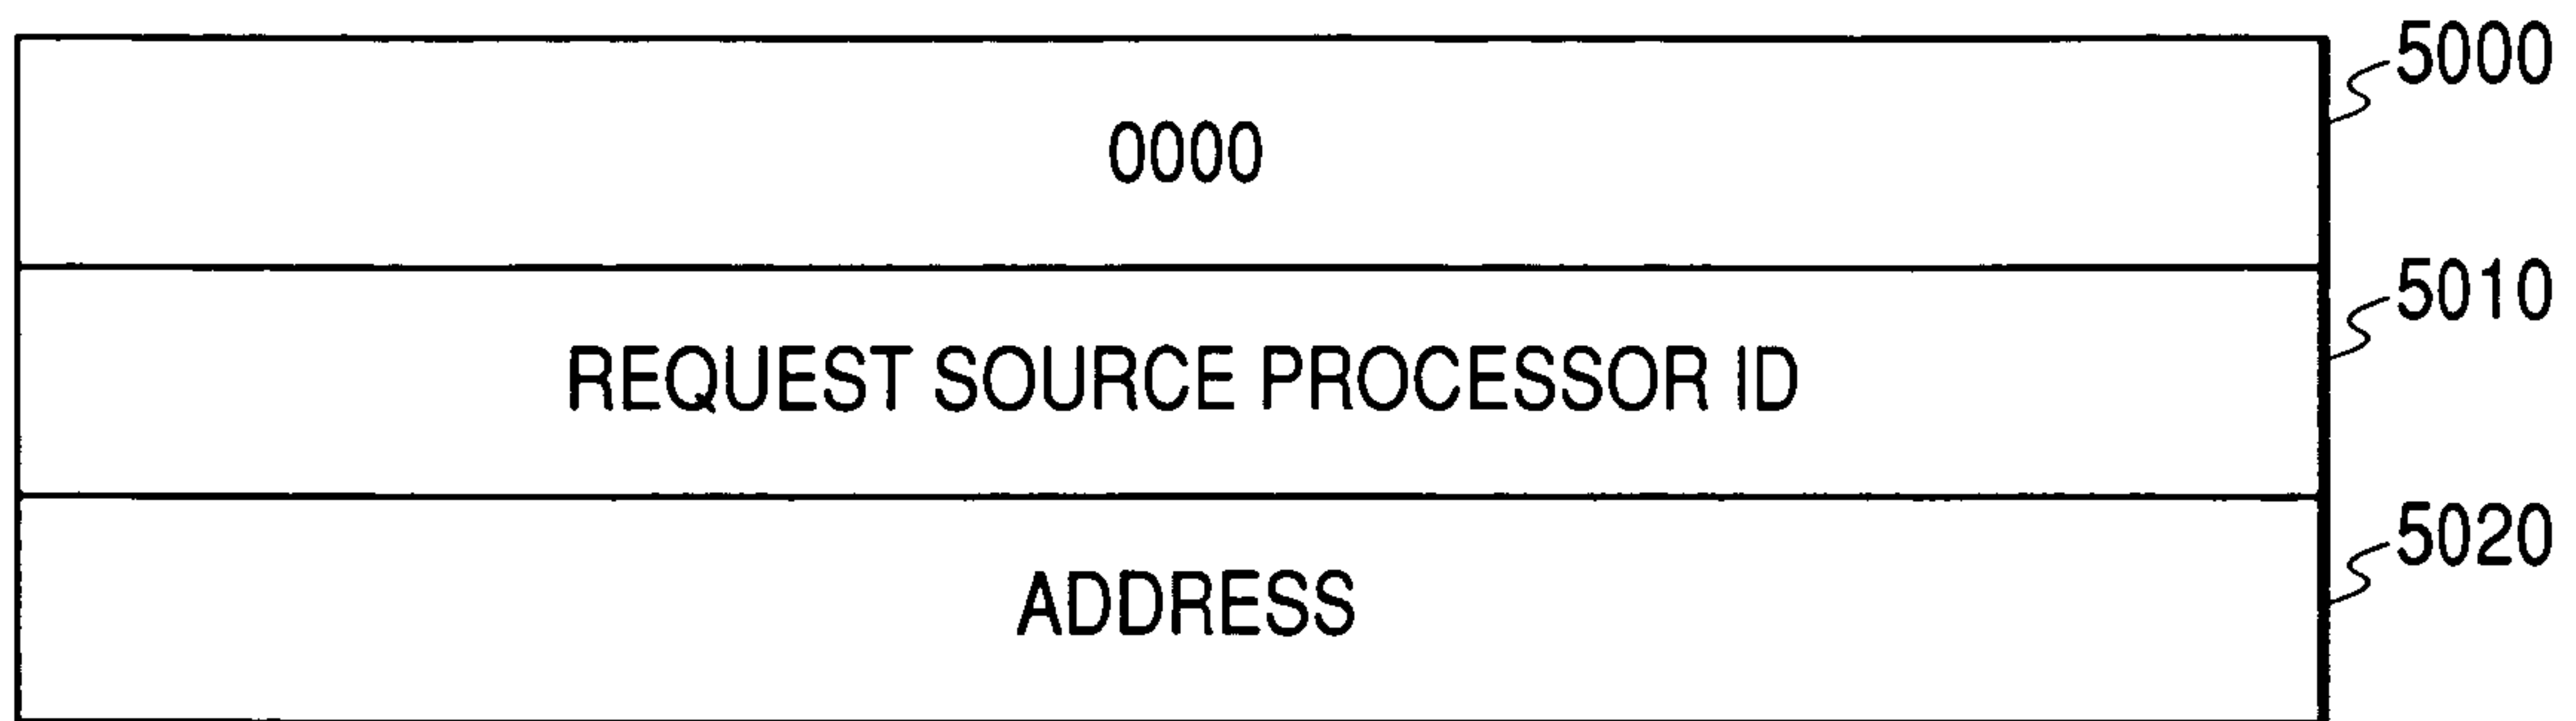 5000
0000
5010
REQUEST SOURCE PROCESSOR ID
5020
ADDRESS